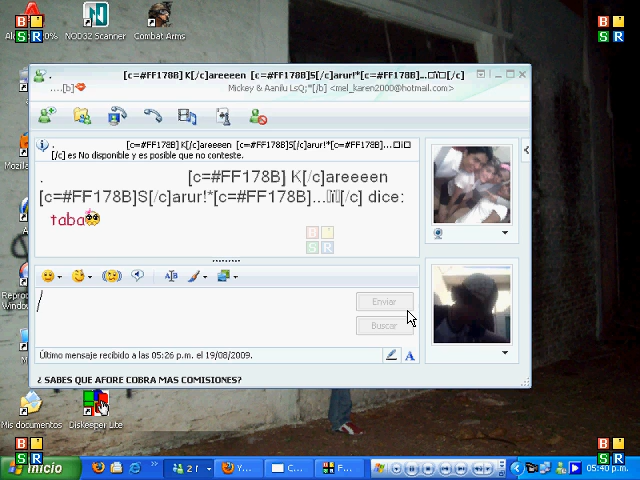 B S R
B S R
NOD32 Scanner
Combat Arms
. [c=#FF178B] K[/c]areeeen [c=#FF178B]S[/c]arur!*[c=#FF178B]...□ï□[/c]
....[b]
Mickey & Aanilu LsQ;*[/b] <mel_karen2000@hotmail.com>
. [c=#FF178B] K[/c]areeeen [c=#FF178B]S[/c]arur!*[c=#FF178B]...□ï□
[/c] es No disponible y es posible que no conteste.
. [c=#FF178B] K[/c]areeeen
[c=#FF178B]S[/c]arur!*[c=#FF178B]...□ï□[/c] dice:
taba
B S R
/
Enviar
Buscar
Último mensaje recibido a las 05:26 p.m. el 19/08/2009.
A
¿ SABES QUE AFORE COBRA MAS COMISIONES?
Mis documentos
Diskeeper Lite
B S R
B S R
Inicio
2
Y...
C...
F...
05:40 p.m.